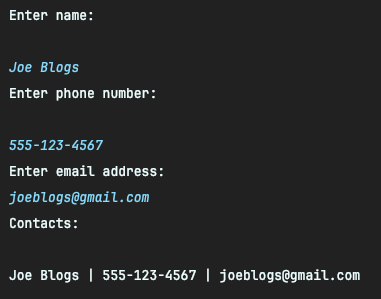 Enter name:
Joe Blogs
Enter phone number:
555-123-4567
Enter email address:
joeblogs@gmail.com
Contacts:
Joe Blogs | 555-123-4567 | joeblogs@gmail.com